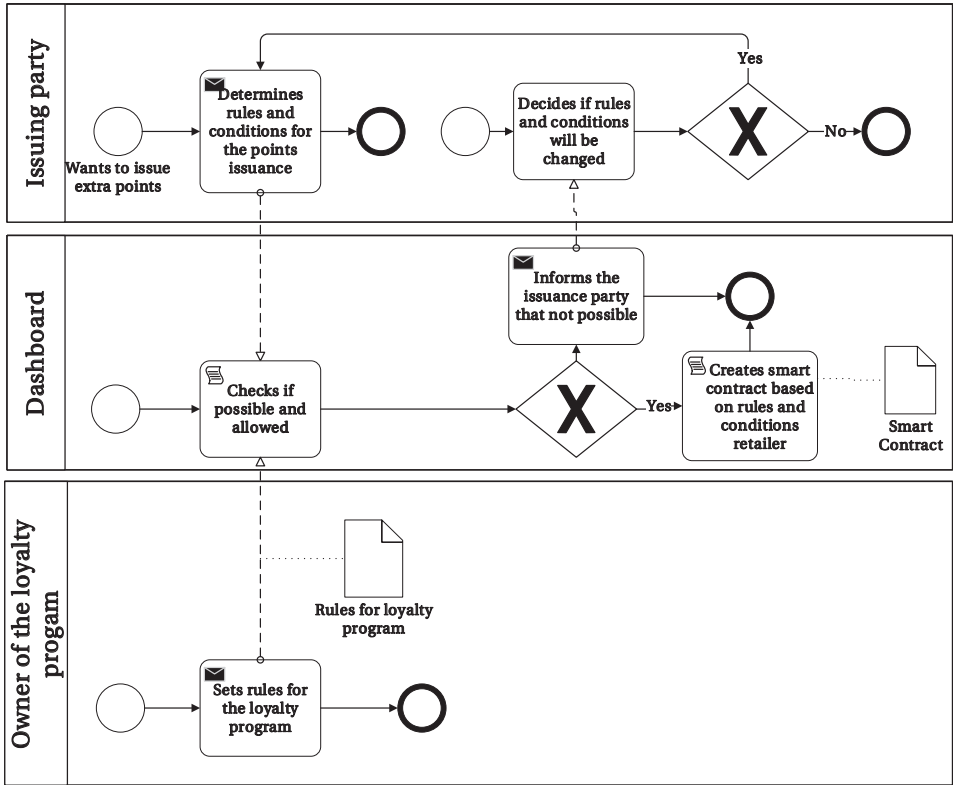 Issuing party
Wants to issue
extra points
Determines
rules and
conditions for
the points
issuance
Decides if rules
and conditions
will be
changed
X
Yes
No
Dashboard
Checks if
possible and
allowed
Informs the
issuance party
that not possible
X
Yes
Creates smart
contract based
on rules and
conditions
retailer
Smart
Contract
Owner of the loyalty
progam
Rules for loyalty
program
Sets rules for
the loyalty
program